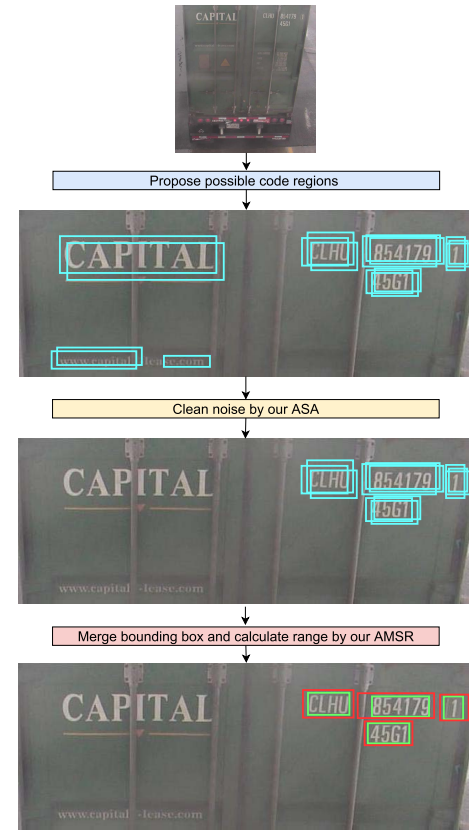 CAPITAL CLHU 854179 1
45G1
Propose possible code regions
CAPITAL CLHU 854179 1
45G1
www.capital -lease.com
Clean noise by our ASA
CAPITAL CLHU 854179 1
45G1
www.capital -lease.com
Merge bounding box and calculate range by our AMSR
CAPITAL CLHU 854179 1
45G1
www.capital -lease.com